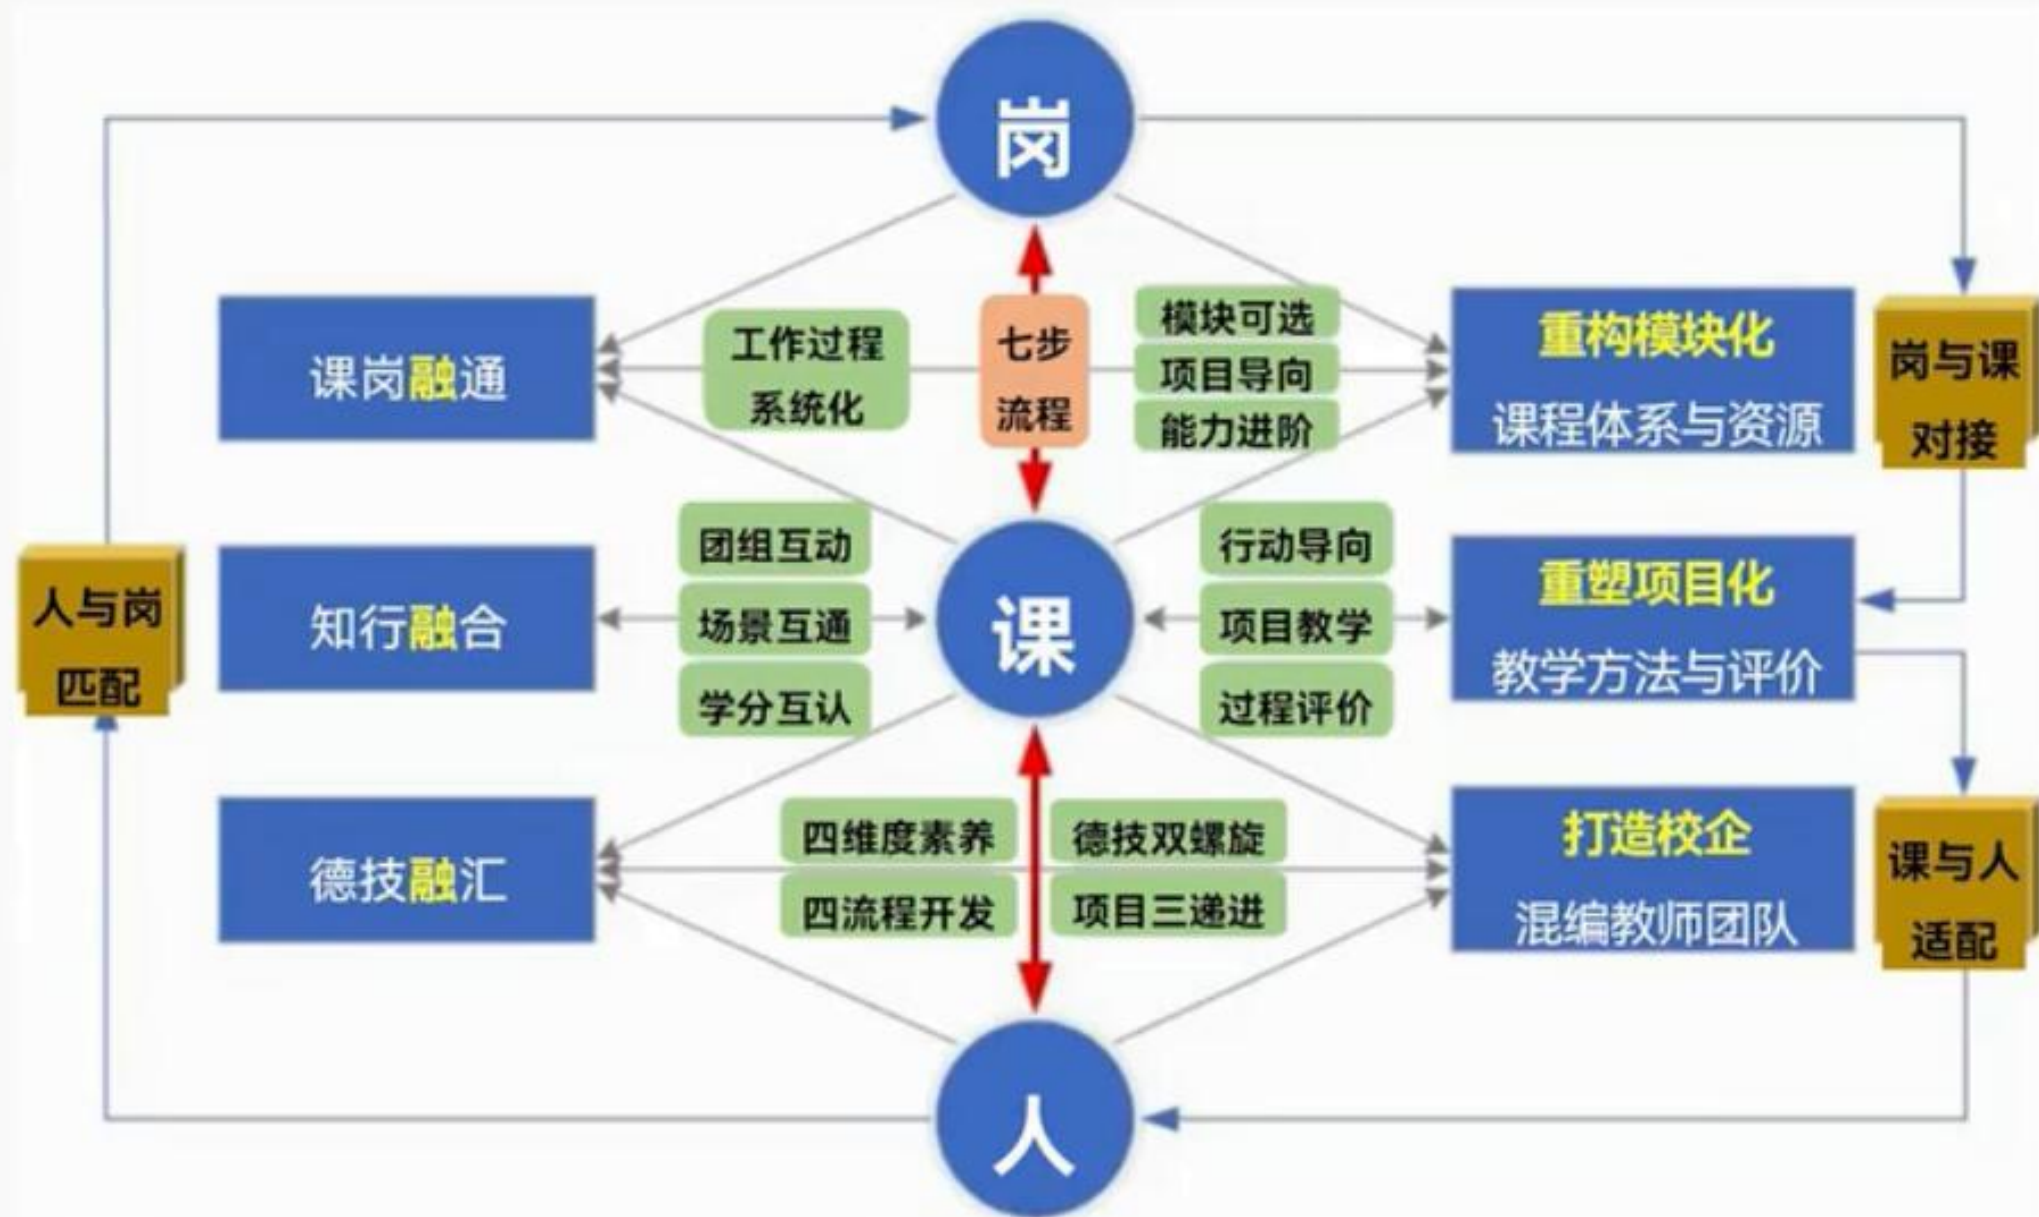 岗
课岗融通
工作过程
系统化
七步
流程
模块可选
项目导向
能力进阶
重构模块化
课程体系与资源
岗与课
对接
人与岗
匹配
知行融合
团组互动
场景互通
学分互认
课
行动导向
项目教学
过程评价
重塑项目化
教学方法与评价
德技融汇
四维度素养
四流程开发
德技双螺旋
项目三递进
打造校企
混编教师团队
课与人
适配
人